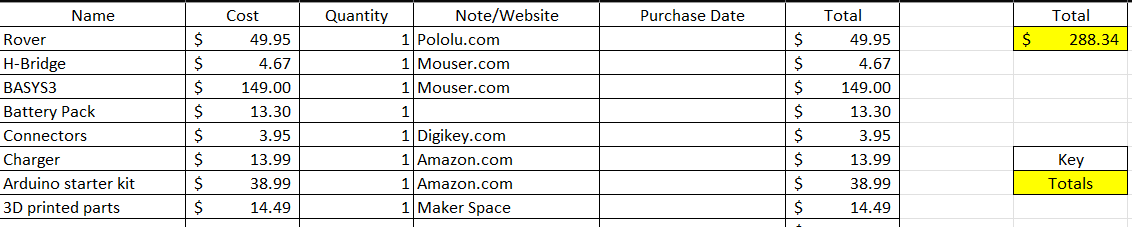 Name Cost Quantity Note/Website Purchase Date Total Total
Rover $ 49.95 1 Pololu.com $ 49.95 $ 288.34
H-Bridge $ 4.67 1 Mouser.com $ 4.67
BASYS3 $ 149.00 1 Mouser.com $ 149.00
Battery Pack $ 13.30 1 $ 13.30
Connectors $ 3.95 1 Digikey.com $ 3.95
Charger $ 13.99 1 Amazon.com $ 13.99 Key
Arduino starter kit $ 38.99 1 Amazon.com $ 38.99 Totals
3D printed parts $ 14.49 1 Maker Space $ 14.49